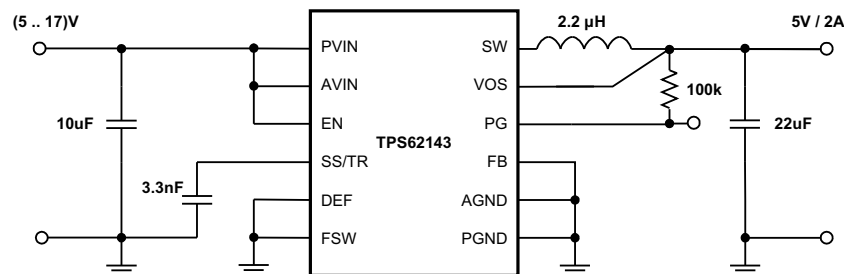 (5 .. 17)V
2.2 µH
5V / 2A
PVIN
SW
AVIN
VOS
100k
10uF
EN
PG
22uF
TPS62143
SS/TR
FB
3.3nF
DEF
AGND
FSW
PGND